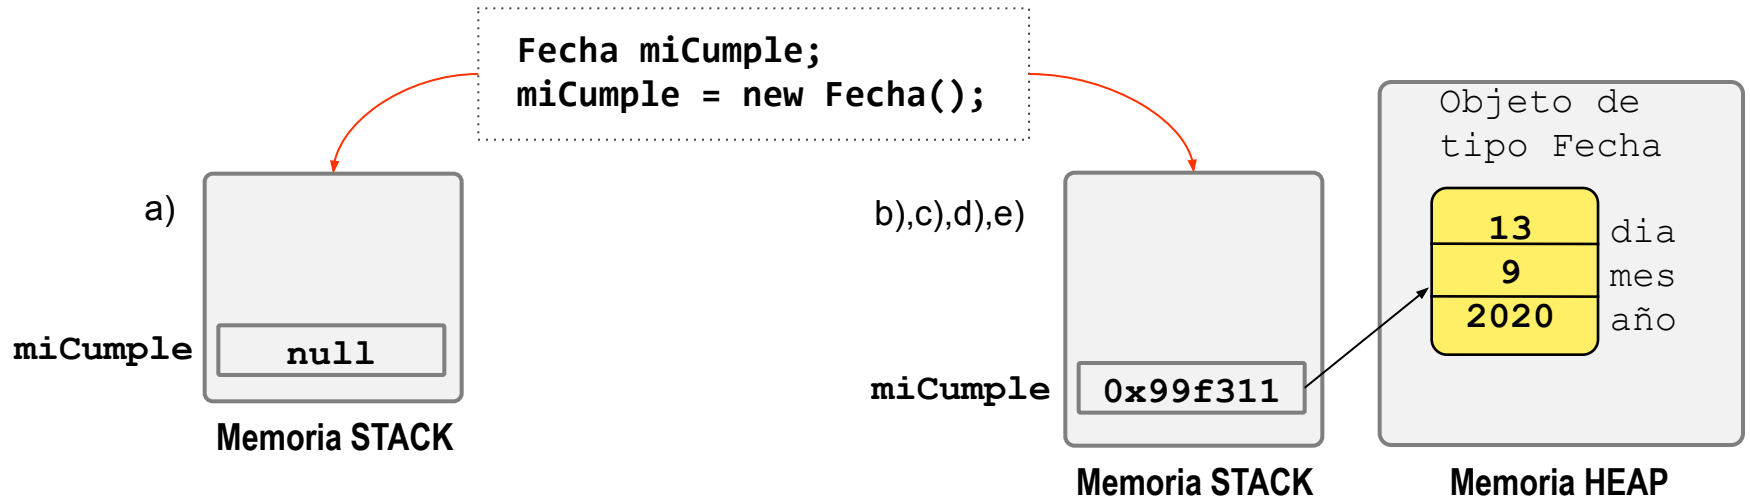 Fecha miCumple;
miCumple = new Fecha();
a)
miCumple
null
Memoria STACK
b),c),d),e)
miCumple
0x99f311
Memoria STACK
Objeto de
tipo Fecha
13 dia
9 mes
2020 año
Memoria HEAP